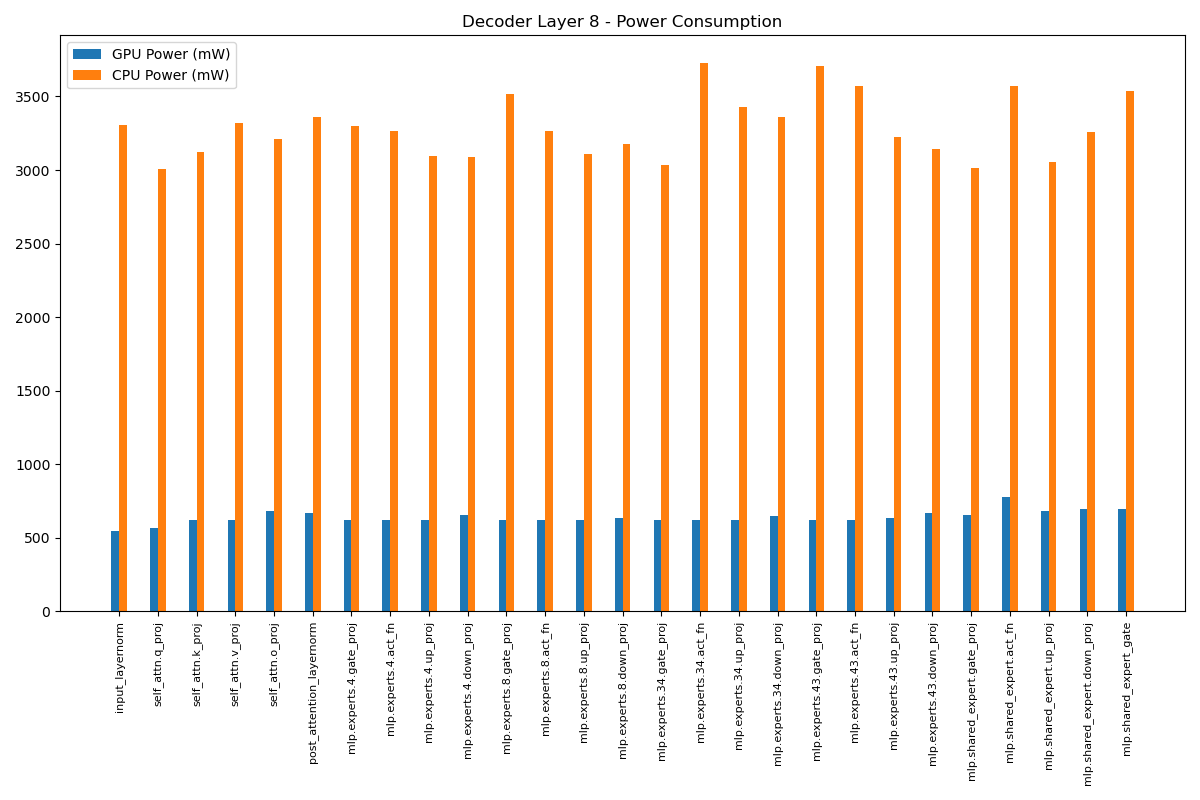 Decoder Layer 8 - Power Consumption
GPU Power (mW)
CPU Power (mW)
3500
3000
2500
2000
1500
1000
500
0
input_layernorm
self_attn.q_proj
self_attn.k_proj
self_attn.v_proj
self_attn.o_proj
post_attention_layernorm
mlp.experts.4.gate_proj
mlp.experts.4.act_fn
mlp.experts.4.up_proj
mlp.experts.4.down_proj
mlp.experts.8.gate_proj
mlp.experts.8.act_fn
mlp.experts.8.up_proj
mlp.experts.8.down_proj
mlp.experts.34.gate_proj
mlp.experts.34.act_fn
mlp.experts.34.up_proj
mlp.experts.34.down_proj
mlp.experts.43.gate_proj
mlp.experts.43.act_fn
mlp.experts.43.up_proj
mlp.experts.43.down_proj
mlp.shared_expert.gate_proj
mlp.shared_expert.act_fn
mlp.shared_expert.up_proj
mlp.shared_expert.down_proj
mlp.shared_expert_gate